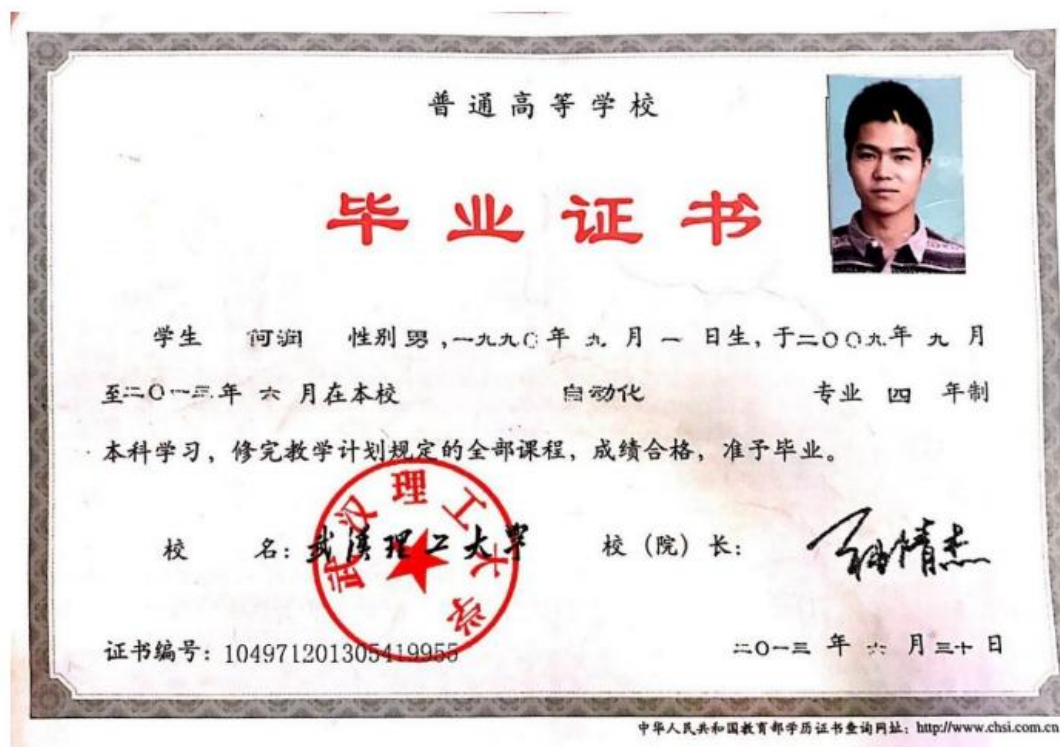 普通高等学校
毕业证书
学生 何润 性别 男,一九九〇年 九 月 一 日生,于二〇〇九年 九 月
至二〇一三年 六 月在本校 自动化 专业 四 年制
本科学习,修完教学计划规定的全部课程,成绩合格,准予毕业。
校 名:武漢理工大学 校(院)长:
武汉理工大学
证书编号:104971201305419955 二〇一三 年 六 月三十日
中华人民共和国教育部学历证书查询网址:http://www.chsi.com.cn